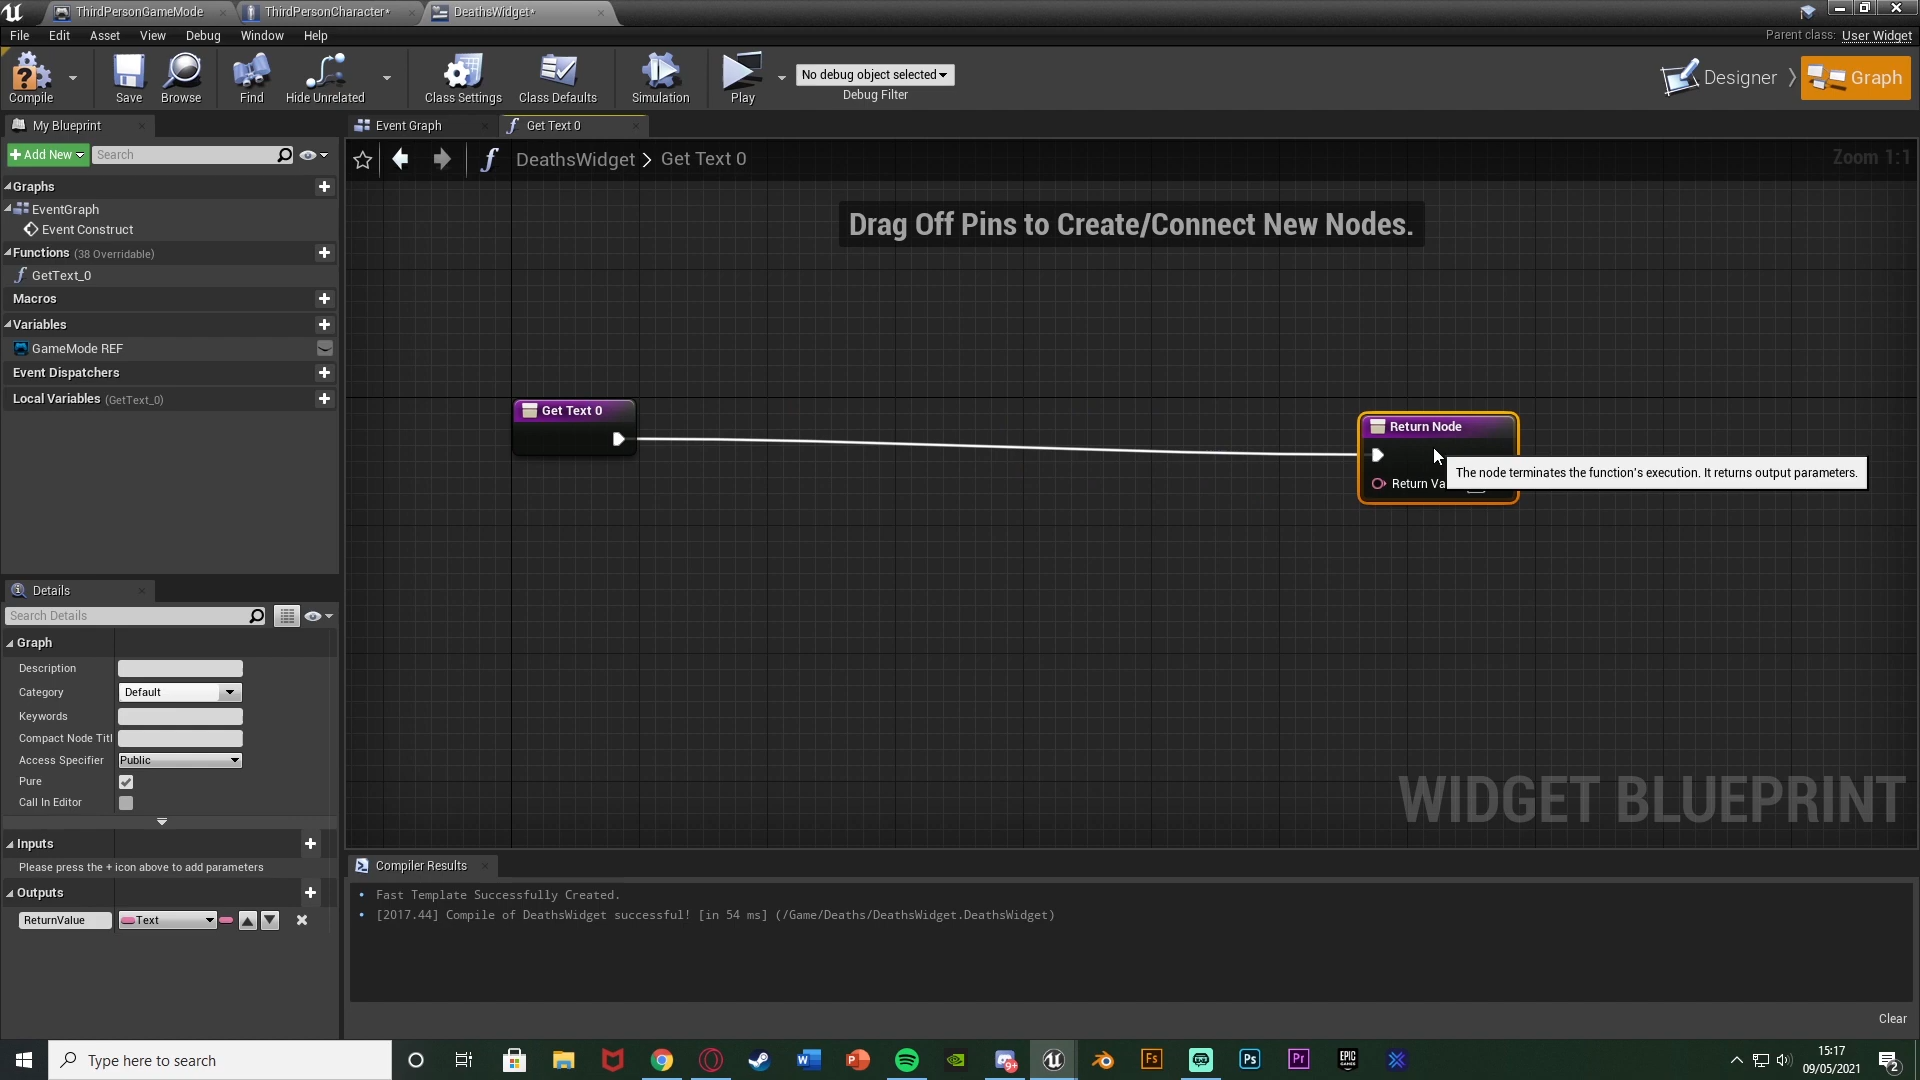 ThirdPersonGameMode
ThirdPersonCharacter*
DeathsWidget*
File Edit Asset View Debug Window Help
Parent class: User Widget
Compile
Save
Browse
Find
Hide Unrelated
Class Settings
Class Defaults
Simulation
Play
No debug object selected
Debug Filter
Designer
Graph
My Blueprint
Event Graph
Get Text 0
Add New
Search
DeathsWidget > Get Text 0
Zoom 1:1
Graphs
EventGraph
Event Construct
Functions (38 Overridable)
GetText_0
Macros
Variables
GameMode REF
Event Dispatchers
Local Variables (GetText_0)
Drag Off Pins to Create/Connect New Nodes.
Get Text 0
Return Node
Return Va
The node terminates the function's execution. It returns output parameters.
WIDGET BLUEPRINT
Details
Search Details
Graph
Description
Category Default
Keywords
Compact Node Titl
Access Specifier Public
Pure
Call In Editor
Inputs
Please press the + icon above to add parameters
Outputs
ReturnValue Text
Compiler Results
Fast Template Successfully Created.
[2017.44] Compile of DeathsWidget successful! [in 54 ms] (/Game/Deaths/DeathsWidget.DeathsWidget)
Clear
Type here to search
15:17
09/05/2021